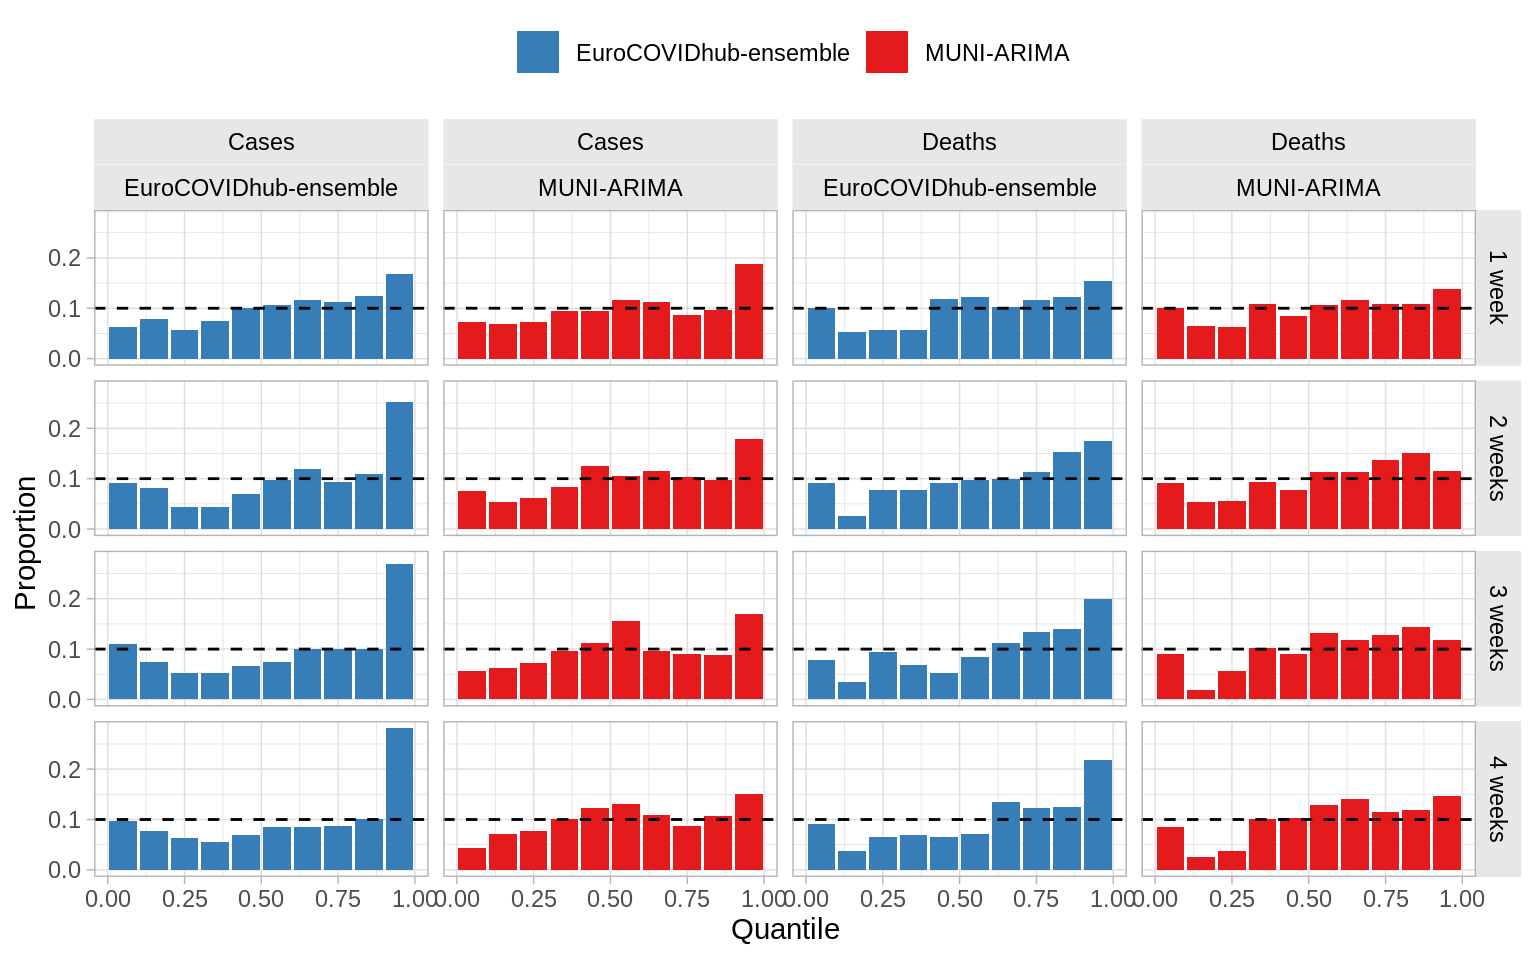 EuroCOVIDhub-ensemble MUNI-ARIMA
Cases Cases Deaths Deaths
EuroCOVIDhub-ensemble MUNI-ARIMA EuroCOVIDhub-ensemble MUNI-ARIMA
Proportion
0.2
0.1
0.0
1 week
0.2
0.1
0.0
2 weeks
0.2
0.1
0.0
3 weeks
0.2
0.1
0.0
4 weeks
0.00 0.25 0.50 0.75 1.00 0.00 0.25 0.50 0.75 1.00 0.00 0.25 0.50 0.75 1.00 0.00 0.25 0.50 0.75 1.00
Quantile